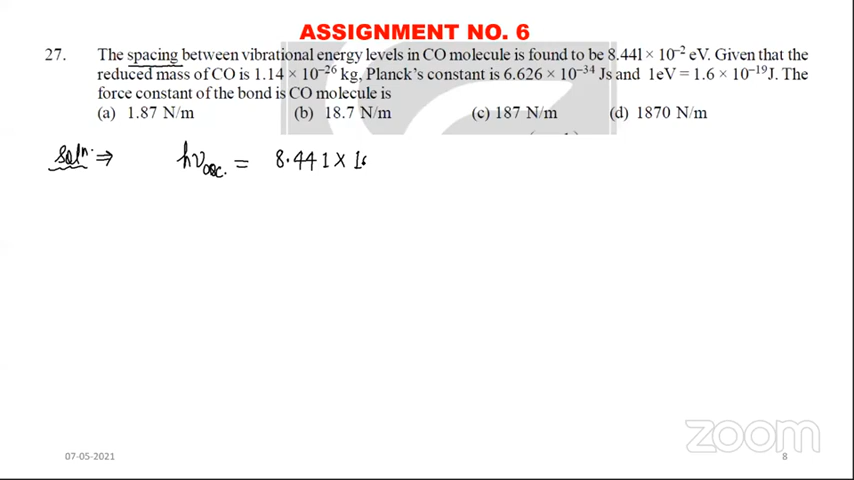 ASSIGNMENT NO. 6
27. The spacing between vibrational energy levels in CO molecule is found to be 8.441 × 10⁻² eV. Given that the
reduced mass of CO is 1.14 × 10⁻²⁶ kg, Planck's constant is 6.626 × 10⁻³⁴ Js and 1eV = 1.6 × 10⁻¹⁹J. The
force constant of the bond is CO molecule is
(a) 1.87 N/m (b) 18.7 N/m (c) 187 N/m (d) 1870 N/m
Solⁿ. ⇒ hν_osc. = 8.441 × 10
zoom
07-05-2021 8